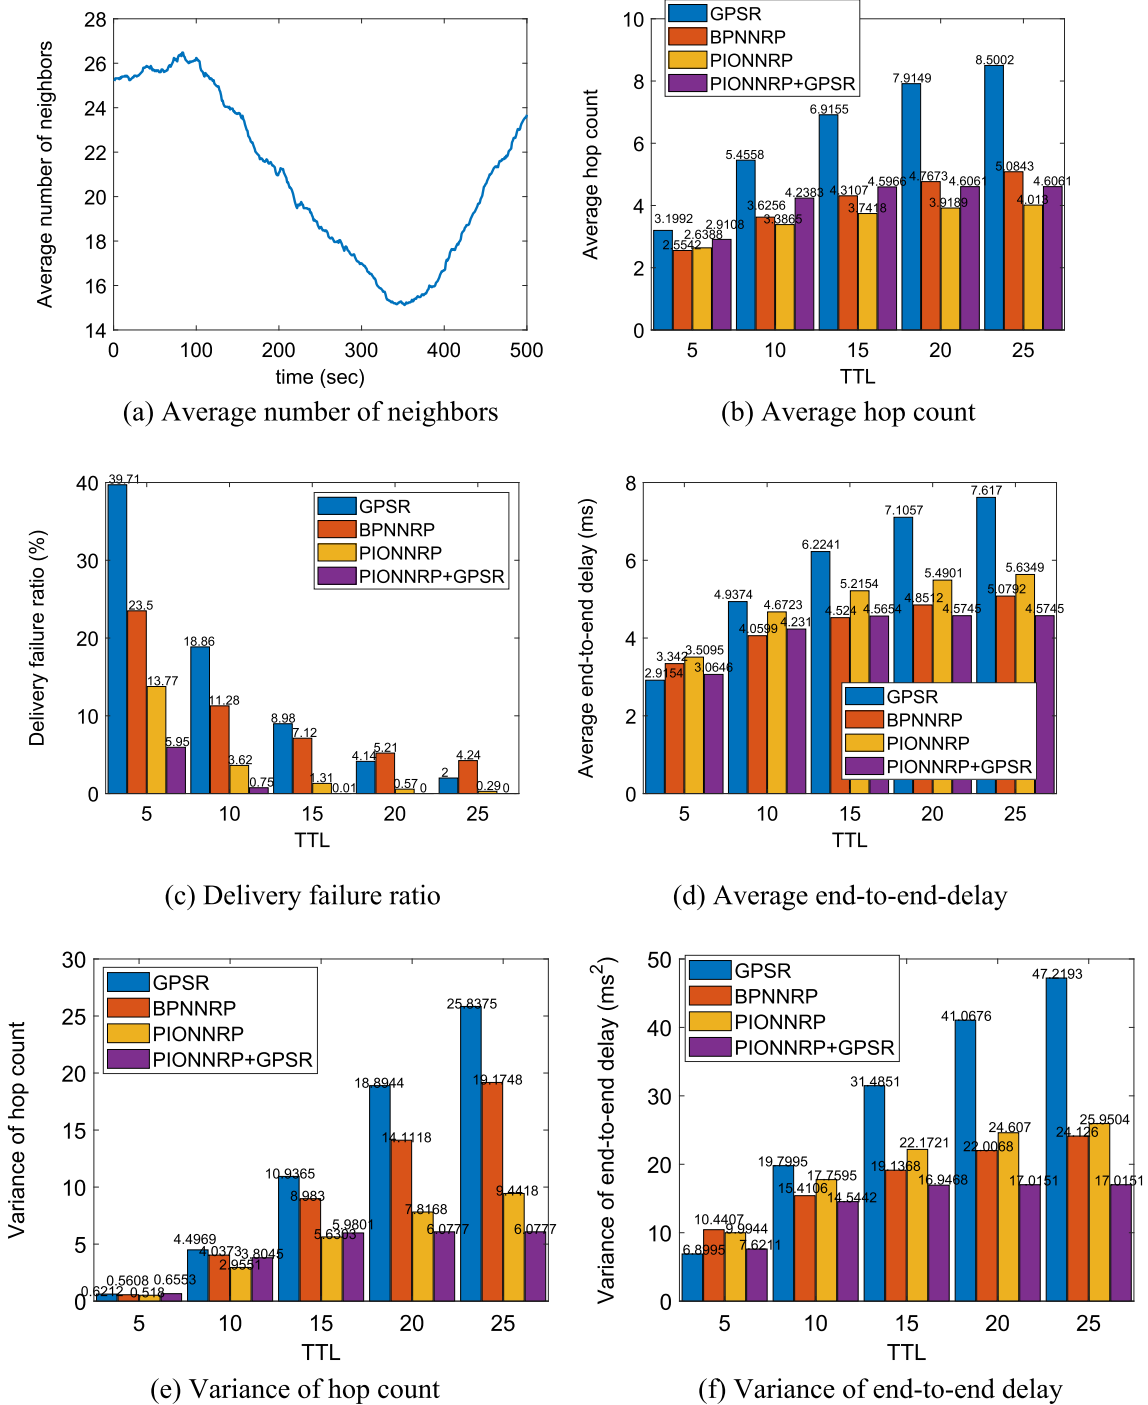 28
26
24
22
20
18
16
14
0 100 200 300 400 500
Average number of neighbors
time (sec)
(a) Average number of neighbors
10
8
6
4
2
0
5 10 15 20 25
Average hop count
TTL
GPSR
BPNNRP
PIONNRP
PIONNRP+GPSR
3.1992 2.5542 2.6388 2.9108
5.4558 3.6256 3.3865 4.2383
6.9155 4.3107 3.7418 4.5966
7.9149 4.7673 3.9189 4.6061
8.5002 5.0843 4.013 4.6061
(b) Average hop count
40
30
20
10
0
5 10 15 20 25
Delivery failure ratio (%)
TTL
GPSR
BPNNRP
PIONNRP
PIONNRP+GPSR
39.71 23.5 13.77 5.95
18.86 11.28 3.62 0.75
8.98 7.12 1.31 0.01
4.14 5.21 0.57 0
2 4.24 0.29 0
(c) Delivery failure ratio
8
6
4
2
0
5 10 15 20 25
Average end-to-end delay (ms)
TTL
GPSR
BPNNRP
PIONNRP
PIONNRP+GPSR
2.9154 3.342 3.5095 3.0646
4.9374 4.0599 4.6723 4.231
6.2241 4.524 5.2154 4.5654
7.1057 4.8512 5.4901 4.5745
7.617 5.0792 5.6349 4.5745
(d) Average end-to-end-delay
30
25
20
15
10
5
0
5 10 15 20 25
Variance of hop count
TTL
GPSR
BPNNRP
PIONNRP
PIONNRP+GPSR
0.6212 0.5608 0.518 0.6553
4.4969 4.0373 2.9551 3.8045
10.9365 8.983 5.6303 5.9801
18.8944 14.1118 7.8168 6.0777
25.8375 19.1748 9.4418 6.0777
(e) Variance of hop count
50
40
30
20
10
0
5 10 15 20 25
Variance of end-to-end delay (ms²)
TTL
GPSR
BPNNRP
PIONNRP
PIONNRP+GPSR
6.8995 10.4407 9.9944 7.6211
19.7995 15.4106 17.7595 14.5442
31.4851 19.1368 22.1721 16.9468
41.0676 22.0068 24.607 17.0151
47.2193 24.126 25.9504 17.0151
(f) Variance of end-to-end delay